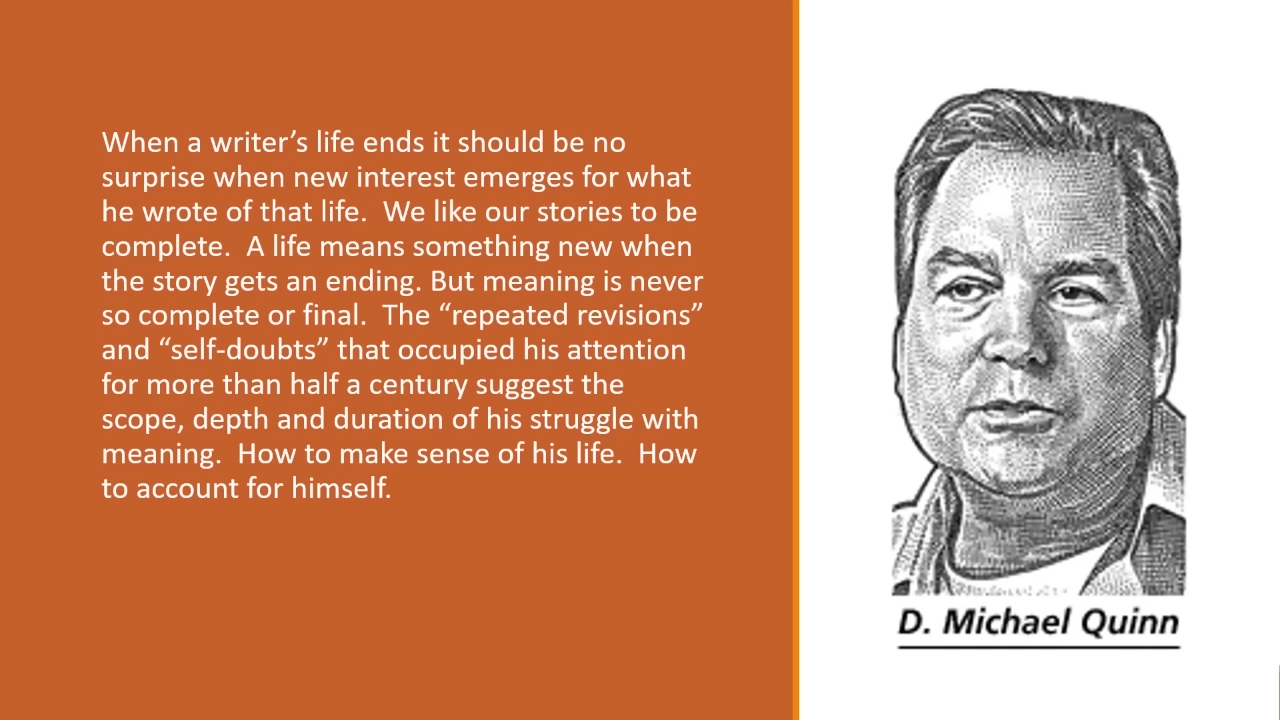 When a writer’s life ends it should be no
surprise when new interest emerges for what
he wrote of that life.  We like our stories to be
complete.  A life means something new when
the story gets an ending. But meaning is never
so complete or final.  The “repeated revisions”
and “self-doubts” that occupied his attention
for more than half a century suggest the
scope, depth and duration of his struggle with
meaning.  How to make sense of his life.  How
to account for himself.
D. Michael Quinn